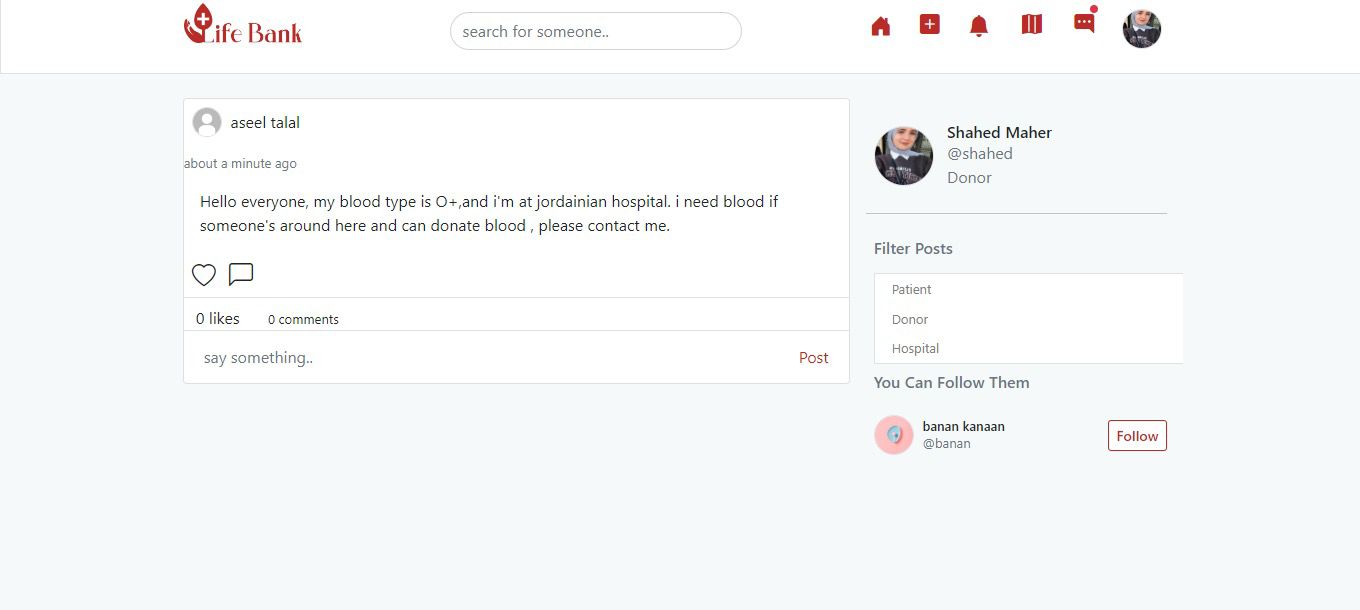 Life Bank
search for someone..
aseel talal
about a minute ago
Hello everyone, my blood type is O+,and i'm at jordainian hospital. i need blood if
someone's around here and can donate blood , please contact me.
0 likes 0 comments
say something.. Post
Shahed Maher
@shahed
Donor
Filter Posts
Patient
Donor
Hospital
You Can Follow Them
banan kanaan
@banan
Follow